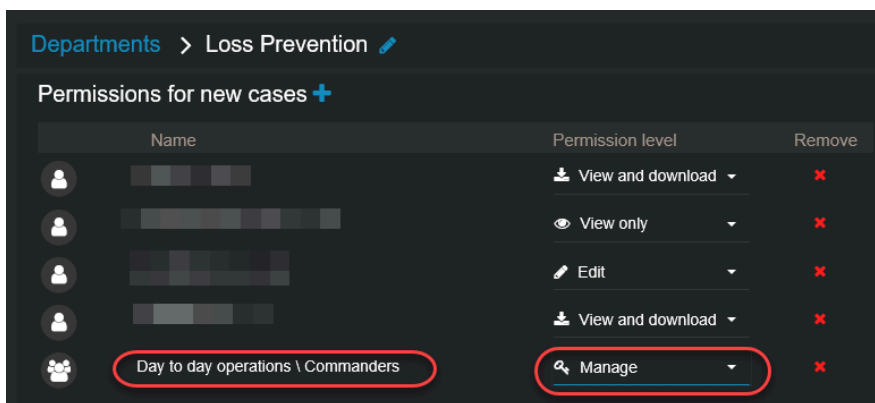 Departments > Loss Prevention
Permissions for new cases
Name Permission level Remove
View and download
View only
Edit
View and download
Day to day operations \ Commanders Manage